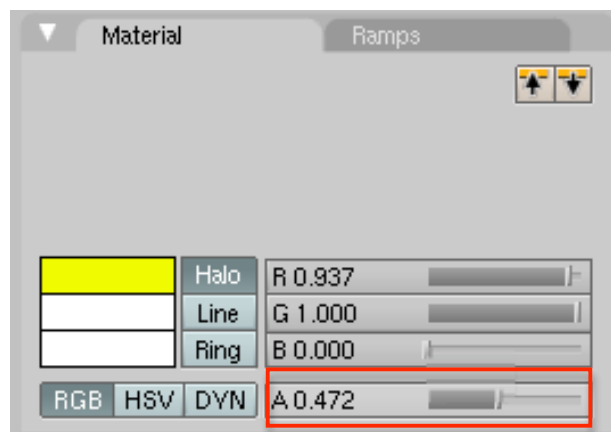 Material Ramps
Halo R 0.937
Line G 1.000
Ring B 0.000
RGB HSV DYN A 0.472